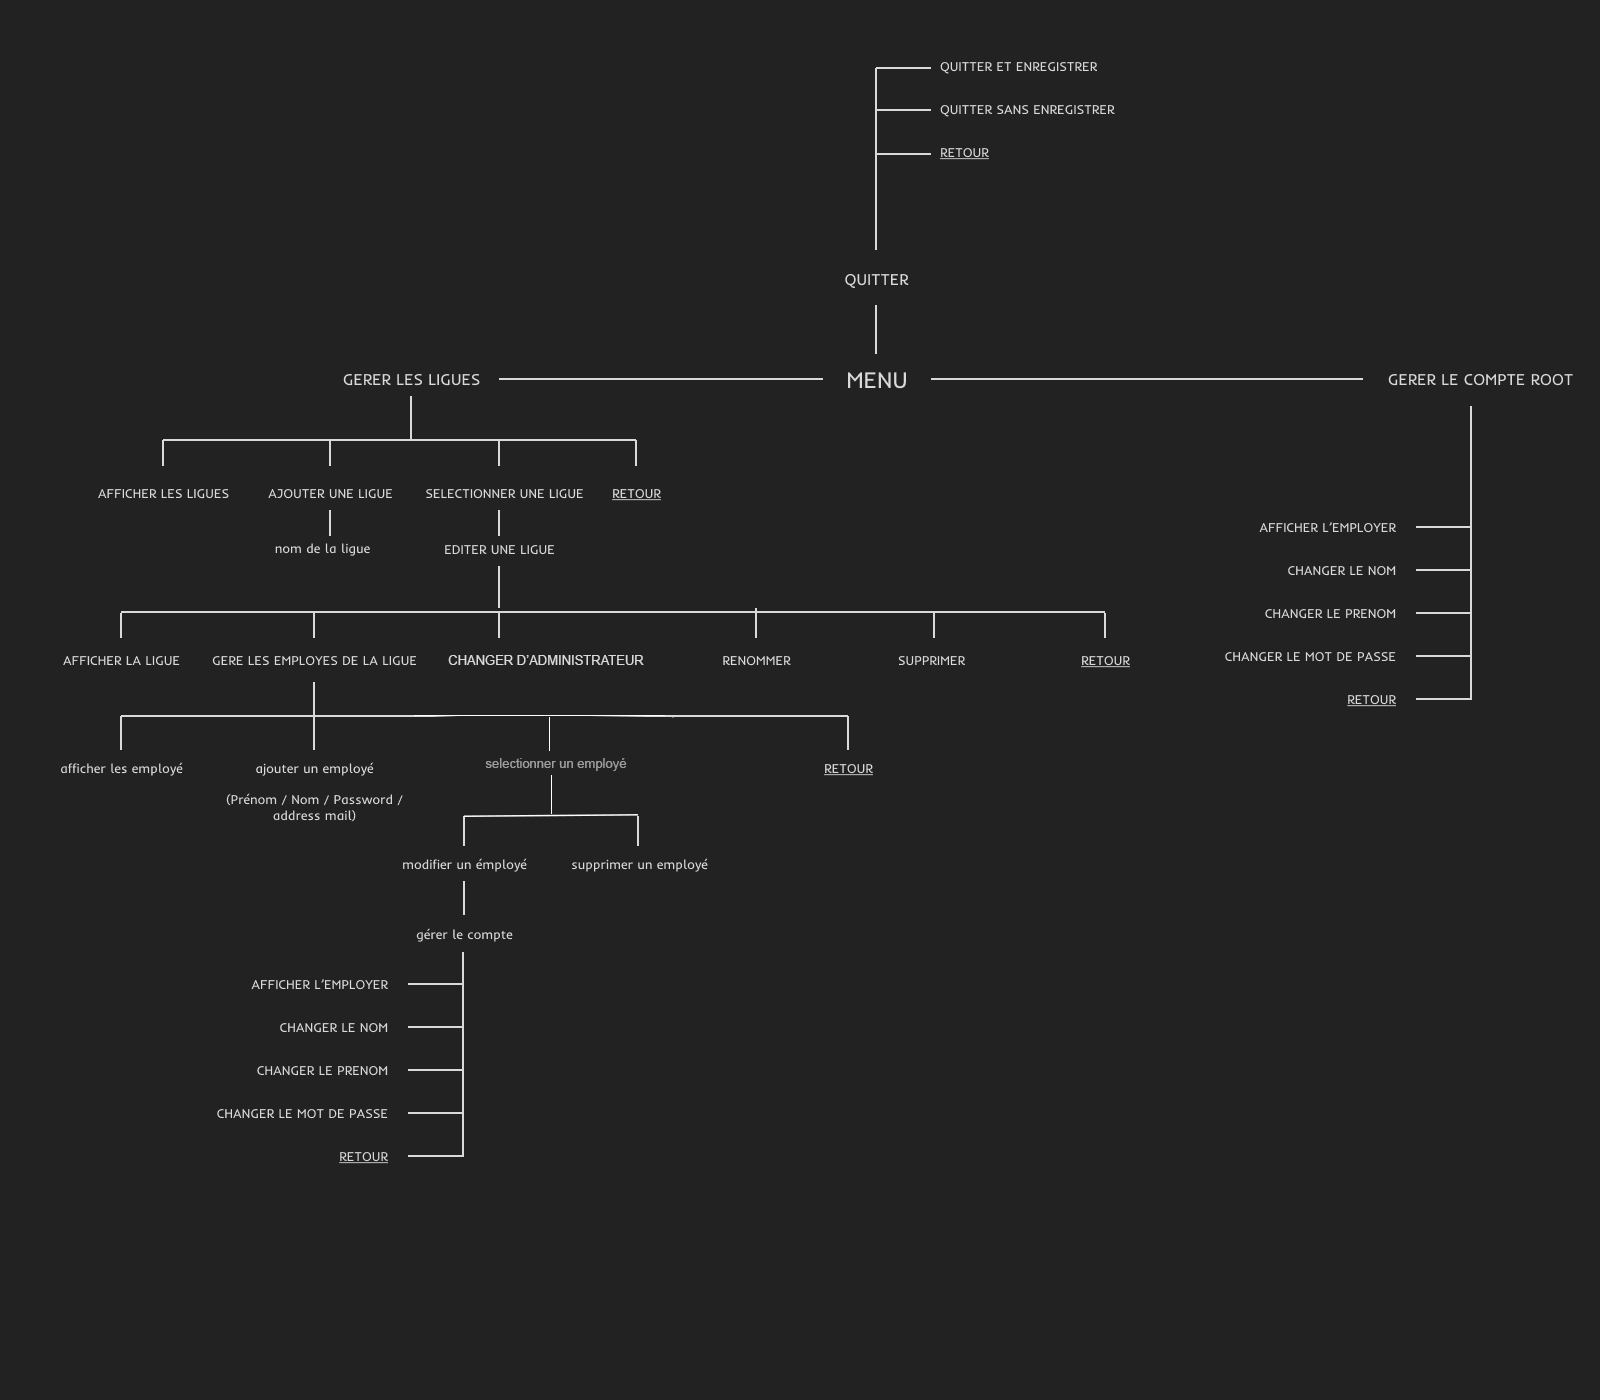 QUITTER ET ENREGISTRER
QUITTER SANS ENREGISTRER
RETOUR
QUITTER
GERER LES LIGUES
MENU
GERER LE COMPTE ROOT
AFFICHER LES LIGUES
AJOUTER UNE LIGUE
SELECTIONNER UNE LIGUE
RETOUR
nom de la ligue
EDITER UNE LIGUE
AFFICHER L'EMPLOYER
CHANGER LE NOM
CHANGER LE PRENOM
CHANGER LE MOT DE PASSE
RETOUR
AFFICHER LA LIGUE
GERE LES EMPLOYES DE LA LIGUE
CHANGER D'ADMINISTRATEUR
RENOMMER
SUPPRIMER
RETOUR
afficher les employé
ajouter un employé
(Prénom / Nom / Password /
address mail)
selectionner un employé
RETOUR
modifier un émployé
supprimer un employé
gérer le compte
AFFICHER L'EMPLOYER
CHANGER LE NOM
CHANGER LE PRENOM
CHANGER LE MOT DE PASSE
RETOUR